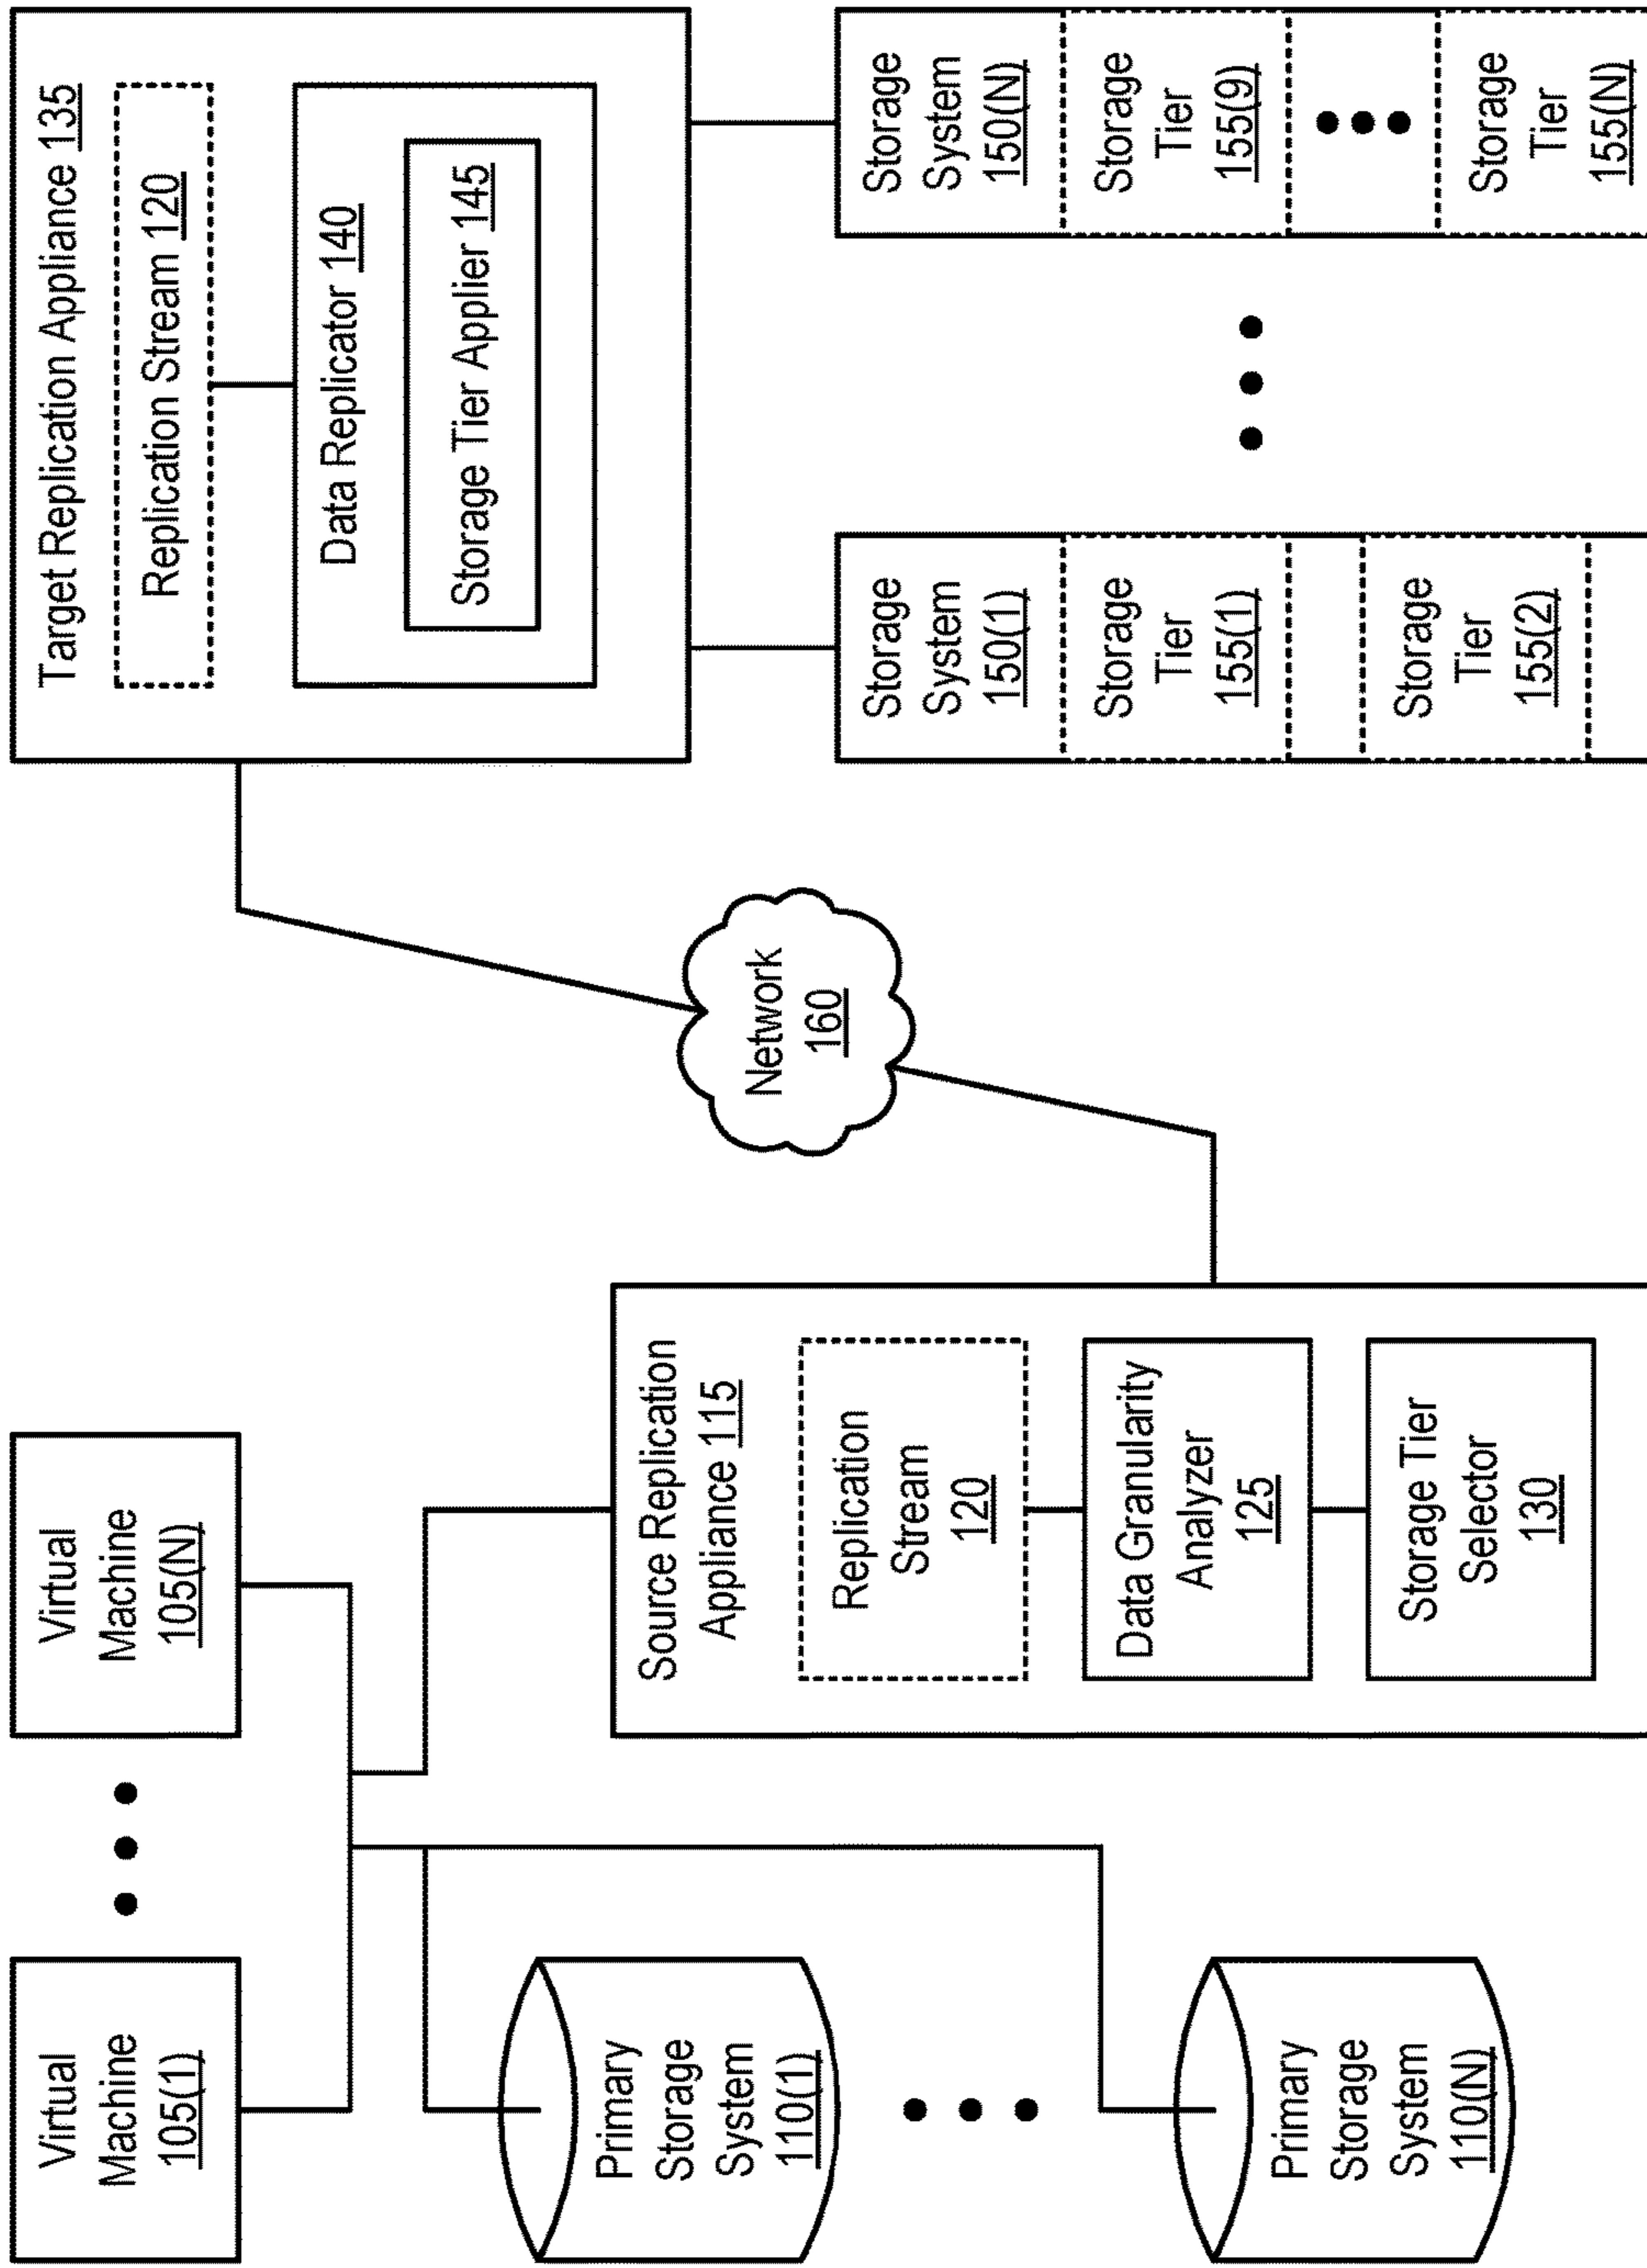 Virtual
Machine
105(1)
Virtual
Machine
105(N)
Primary
Storage
System
110(1)
Primary
Storage
System
110(N)
Source Replication
Appliance 115
Replication
Stream
120
Data Granularity
Analyzer
125
Storage Tier
Selector
130
Network
160
Target Replication Appliance 135
Replication Stream 120
Data Replicator 140
Storage Tier Applier 145
Storage
System
150(1)
Storage
Tier
155(1)
Storage
Tier
155(2)
Storage
System
150(N)
Storage
Tier
155(9)
Storage
Tier
155(N)